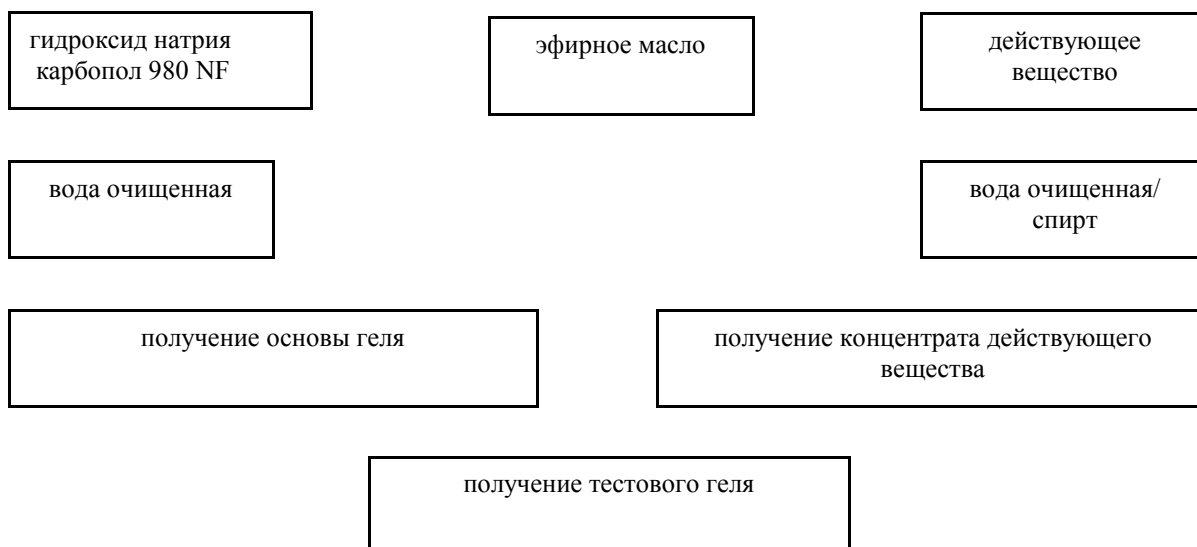 гидроксид натрия
карбопол 980 NF
эфирное масло
действующее
вещество
вода очищенная
вода очищенная/
спирт
получение основы геля
получение концентрата действующего
вещества
получение тестового геля